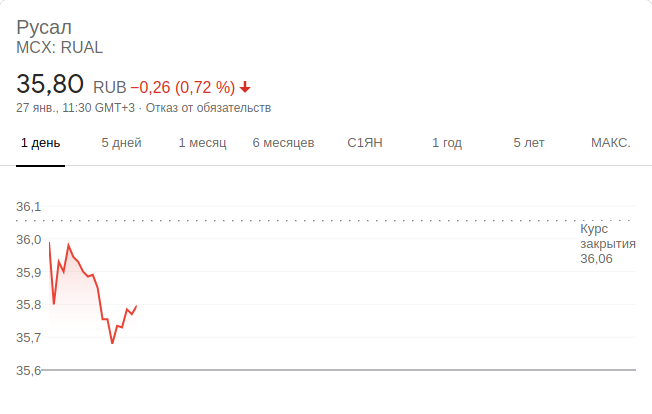 Русал
MCX: RUAL
35,80 RUB −0,26 (0,72 %)
27 янв., 11:30 GMT+3 · Отказ от обязательств
1 день 5 дней 1 месяц 6 месяцев С1ЯН 1 год 5 лет МАКС.
36,1
36,0
35,9
35,8
35,7
35,6
Курс
закрытия
36,06